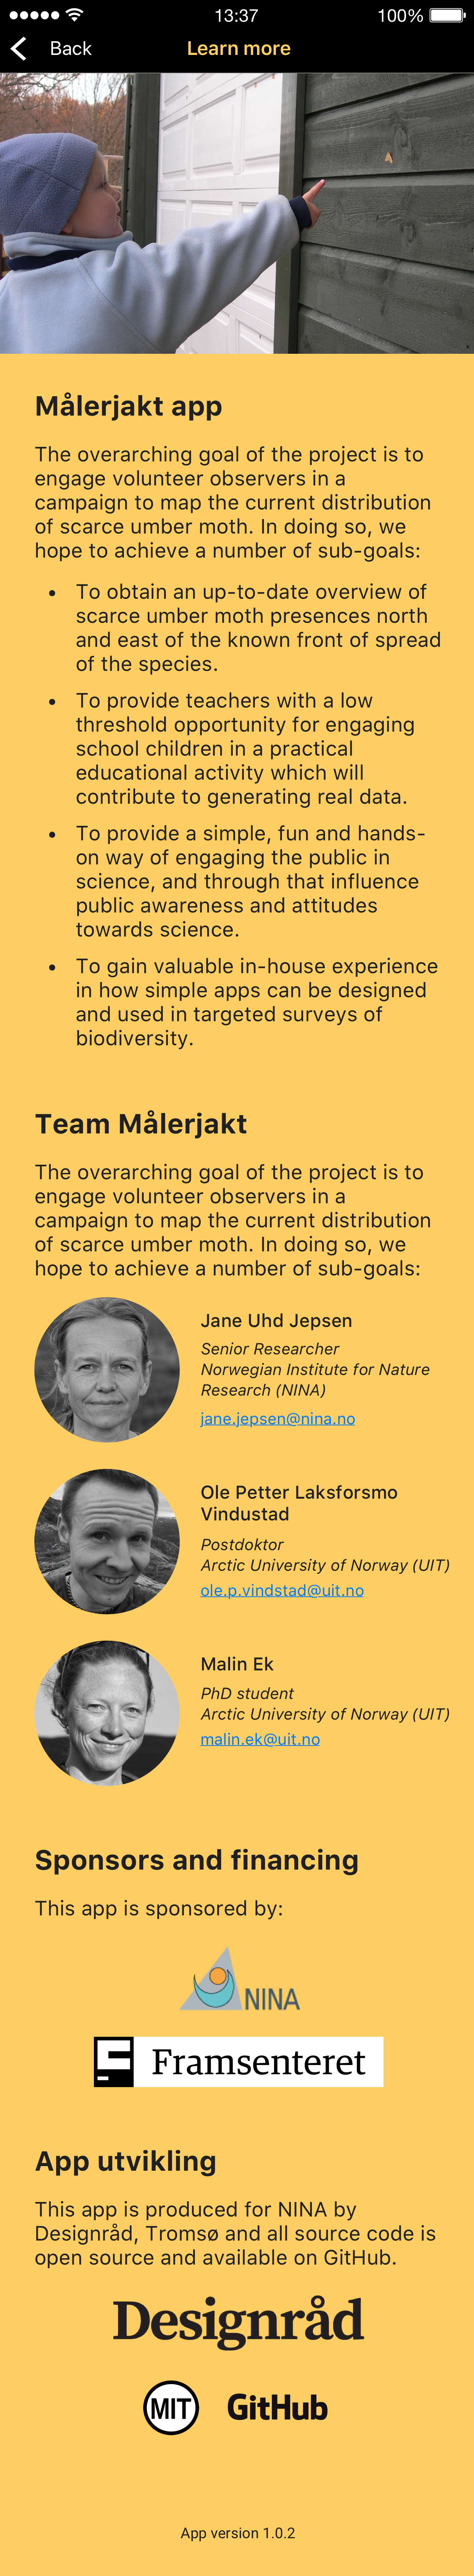 13:37
100%
Back
Learn more
Målerjakt app
The overarching goal of the project is to
engage volunteer observers in a
campaign to map the current distribution
of scarce umber moth. In doing so, we
hope to achieve a number of sub-goals:
• To obtain an up-to-date overview of
scarce umber moth presences north
and east of the known front of spread
of the species.
• To provide teachers with a low
threshold opportunity for engaging
school children in a practical
educational activity which will
contribute to generating real data.
• To provide a simple, fun and hands-
on way of engaging the public in
science, and through that influence
public awareness and attitudes
towards science.
• To gain valuable in-house experience
in how simple apps can be designed
and used in targeted surveys of
biodiversity.
Team Målerjakt
The overarching goal of the project is to
engage volunteer observers in a
campaign to map the current distribution
of scarce umber moth. In doing so, we
hope to achieve a number of sub-goals:
Jane Uhd Jepsen
Senior Researcher
Norwegian Institute for Nature
Research (NINA)
jane.jepsen@nina.no
Ole Petter Laksforsmo
Vindustad
Postdoktor
Arctic University of Norway (UIT)
ole.p.vindstad@uit.no
Malin Ek
PhD student
Arctic University of Norway (UIT)
malin.ek@uit.no
Sponsors and financing
This app is sponsored by:
NINA
Framsenteret
App utvikling
This app is produced for NINA by
Designråd, Tromsø and all source code is
open source and available on GitHub.
Designråd
MIT
GitHub
App version 1.0.2